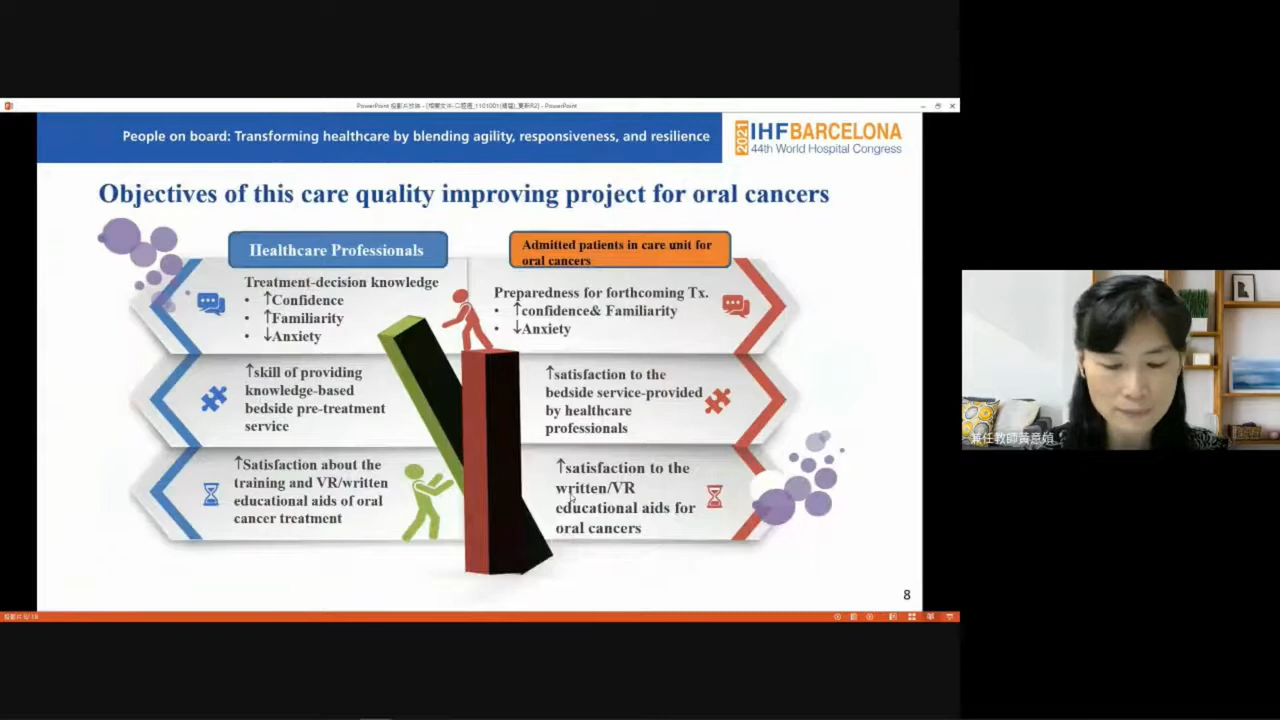 People on board: Transforming healthcare by blending agility, responsiveness, and resilience
2021
IHFBARCELONA
44th World Hospital Congress
Objectives of this care quality improving project for oral cancers
Healthcare Professionals
Treatment-decision knowledge
• ↑Confidence
• ↑Familiarity
• ↓Anxiety
↑skill of providing
knowledge-based
bedside pre-treatment
service
↑Satisfaction about the
training and VR/written
educational aids of oral
cancer treatment
Admitted patients in care unit for
oral cancers
Preparedness for forthcoming Tx.
• ↑confidence& Familiarity
• ↓Anxiety
↑satisfaction to the
bedside service-provided
by healthcare
professionals
↑satisfaction to the
written/VR
educational aids for
oral cancers
8